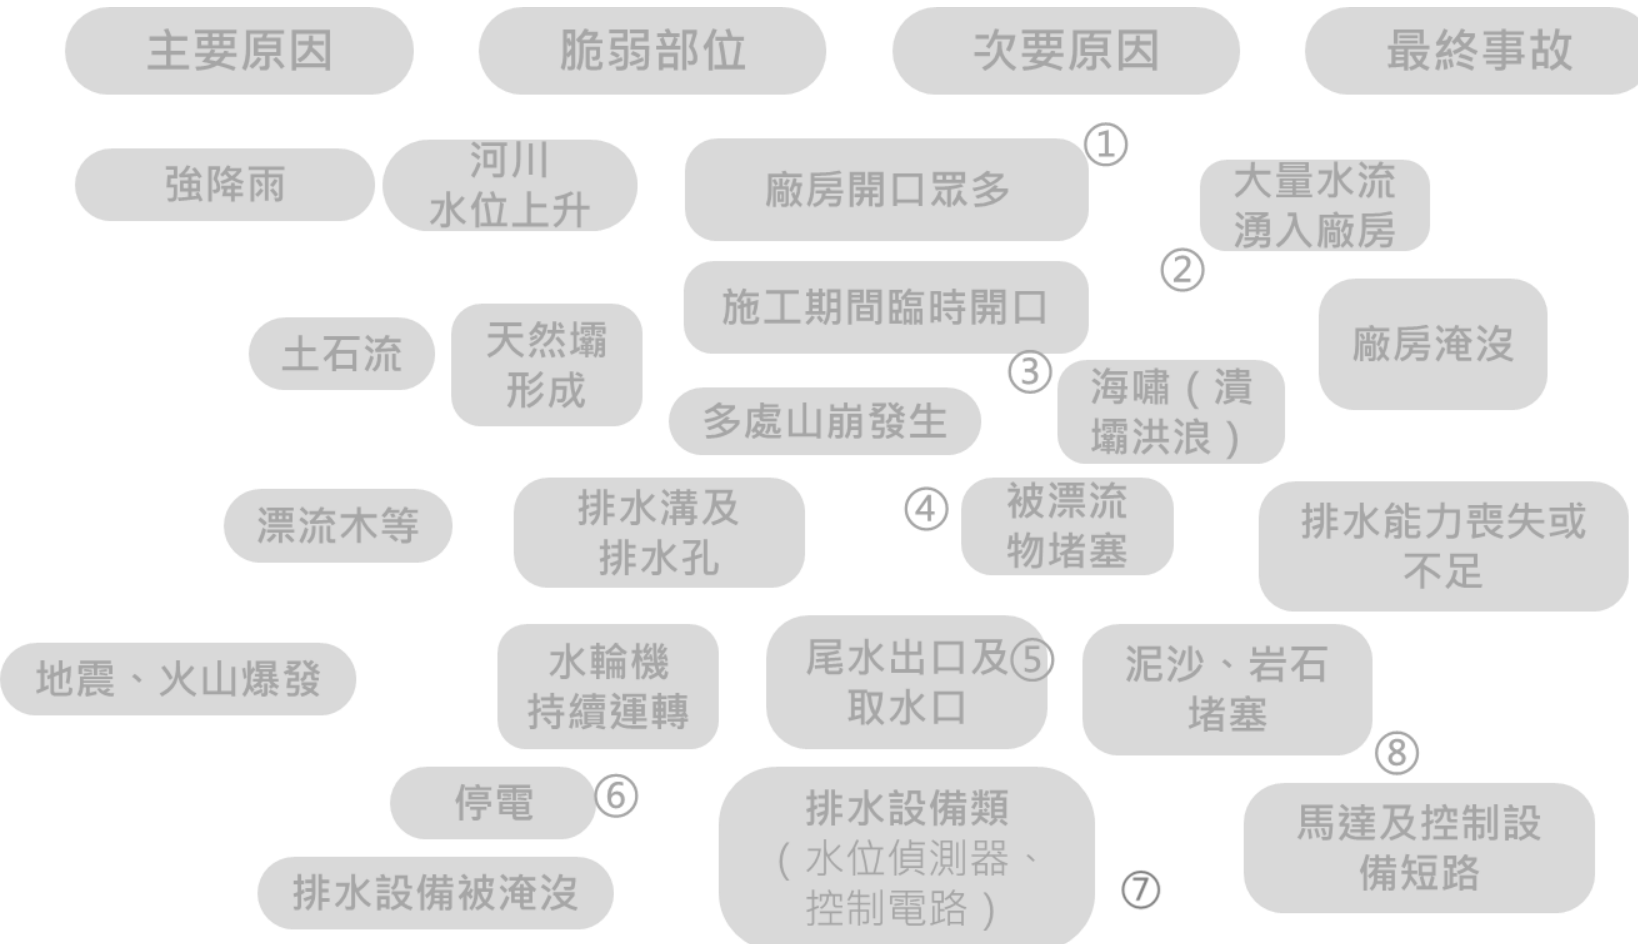 主要原因
脆弱部位
次要原因
最終事故
強降雨
河川
水位上升
廠房開口眾多
①
大量水流
湧入廠房
②
施工期間臨時開口
土石流
天然壩
形成
廠房淹沒
③
海嘯（潰
壩洪浪）
多處山崩發生
漂流木等
排水溝及
排水孔
④
被漂流
物堵塞
排水能力喪失或
不足
地震、火山爆發
水輪機
持續運轉
尾水出口及
取水口
⑤
泥沙、岩石
堵塞
⑧
停電
⑥
排水設備類
（水位偵測器、
控制電路）
⑦
馬達及控制設
備短路
排水設備被淹沒